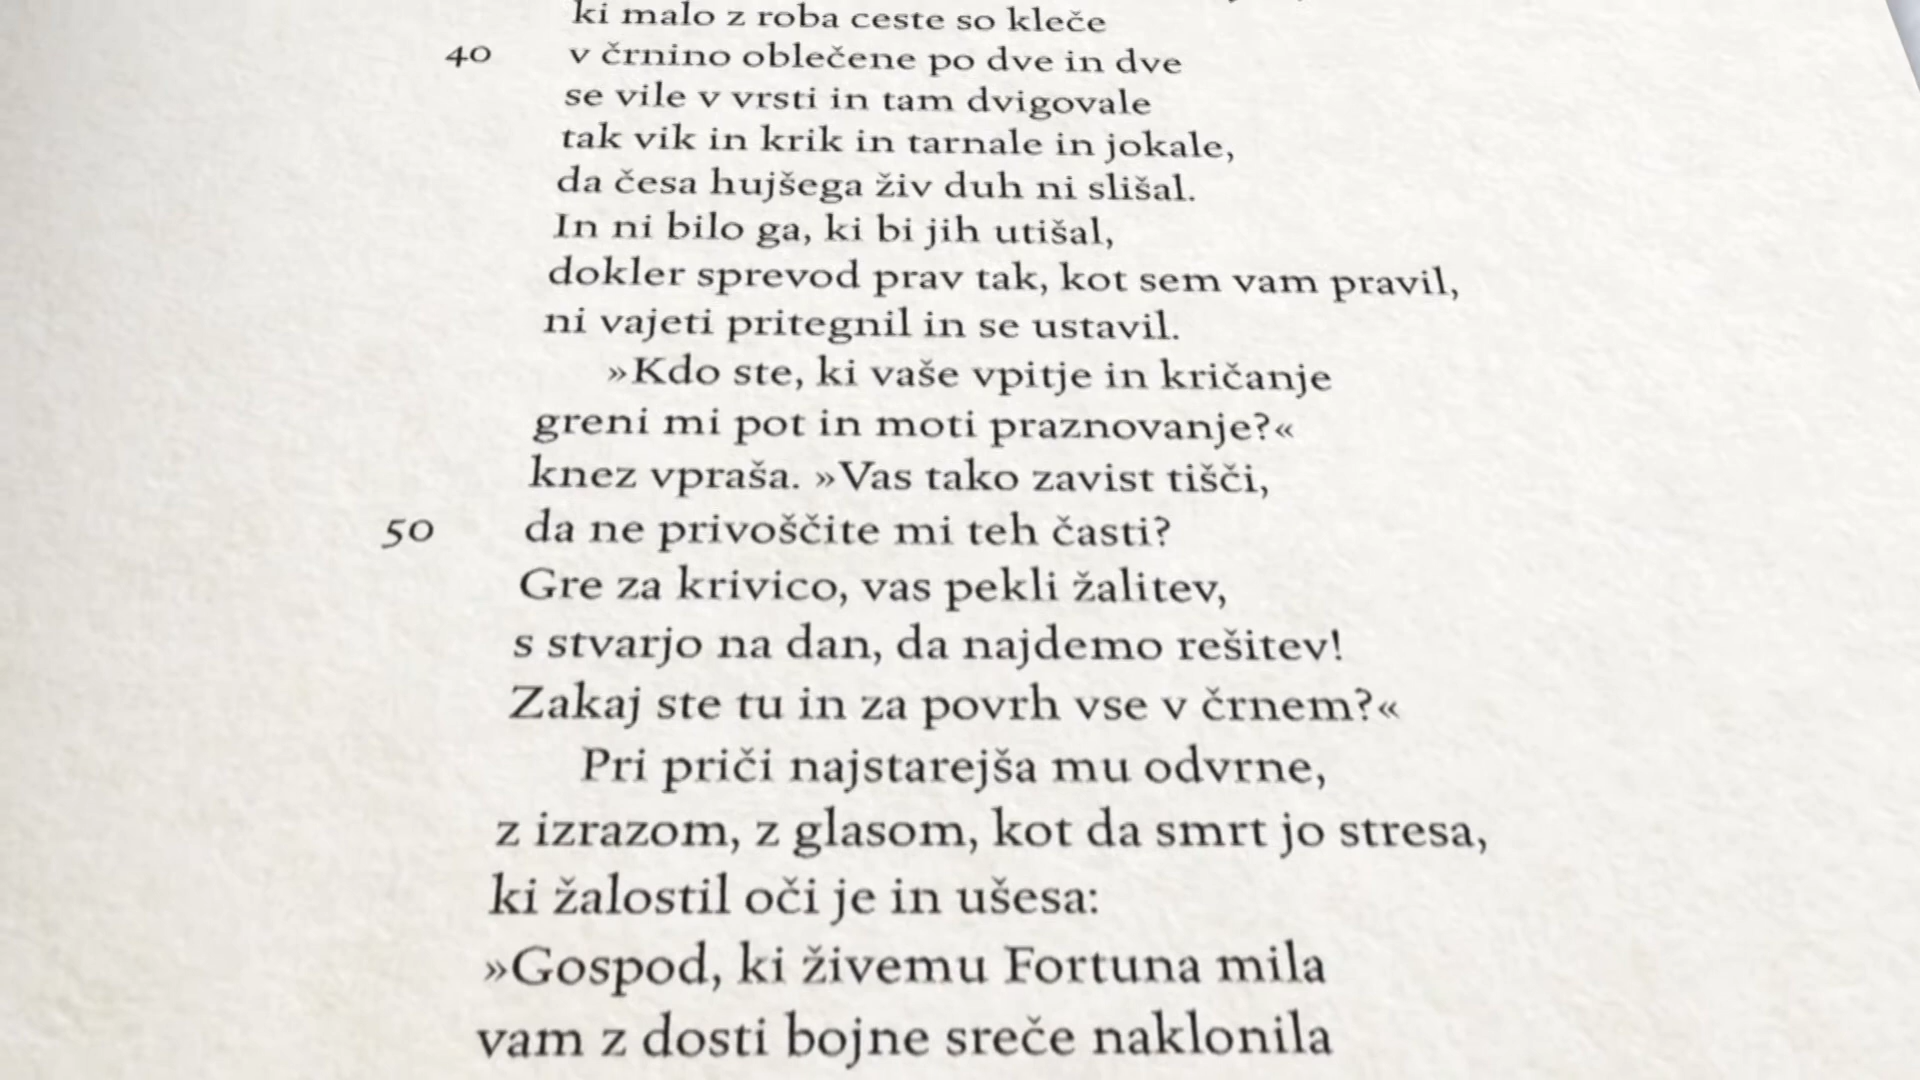 ki malo z roba ceste so kleče
40 v črnino oblečene po dve in dve
se vile v vrsti in tam dvigovale
tak vik in krik in tarnale in jokale,
da česa hujšega živ duh ni slišal.
In ni bilo ga, ki bi jih utišal,
dokler sprevod prav tak, kot sem vam pravil,
ni vajeti pritegnil in se ustavil.
»Kdo ste, ki vaše vpitje in kričanje
greni mi pot in moti praznovanje?«
knez vpraša. »Vas tako zavist tišči,
50 da ne privoščite mi teh časti?
Gre za krivico, vas pekli žalitev,
s stvarjo na dan, da najdemo rešitev!
Zakaj ste tu in za povrh vse v črnem?«
Pri priči najstarejša mu odvrne,
z izrazom, z glasom, kot da smrt jo stresa,
ki žalostil oči je in ušesa:
»Gospod, ki živemu Fortuna mila
vam z dosti bojne sreče naklonila